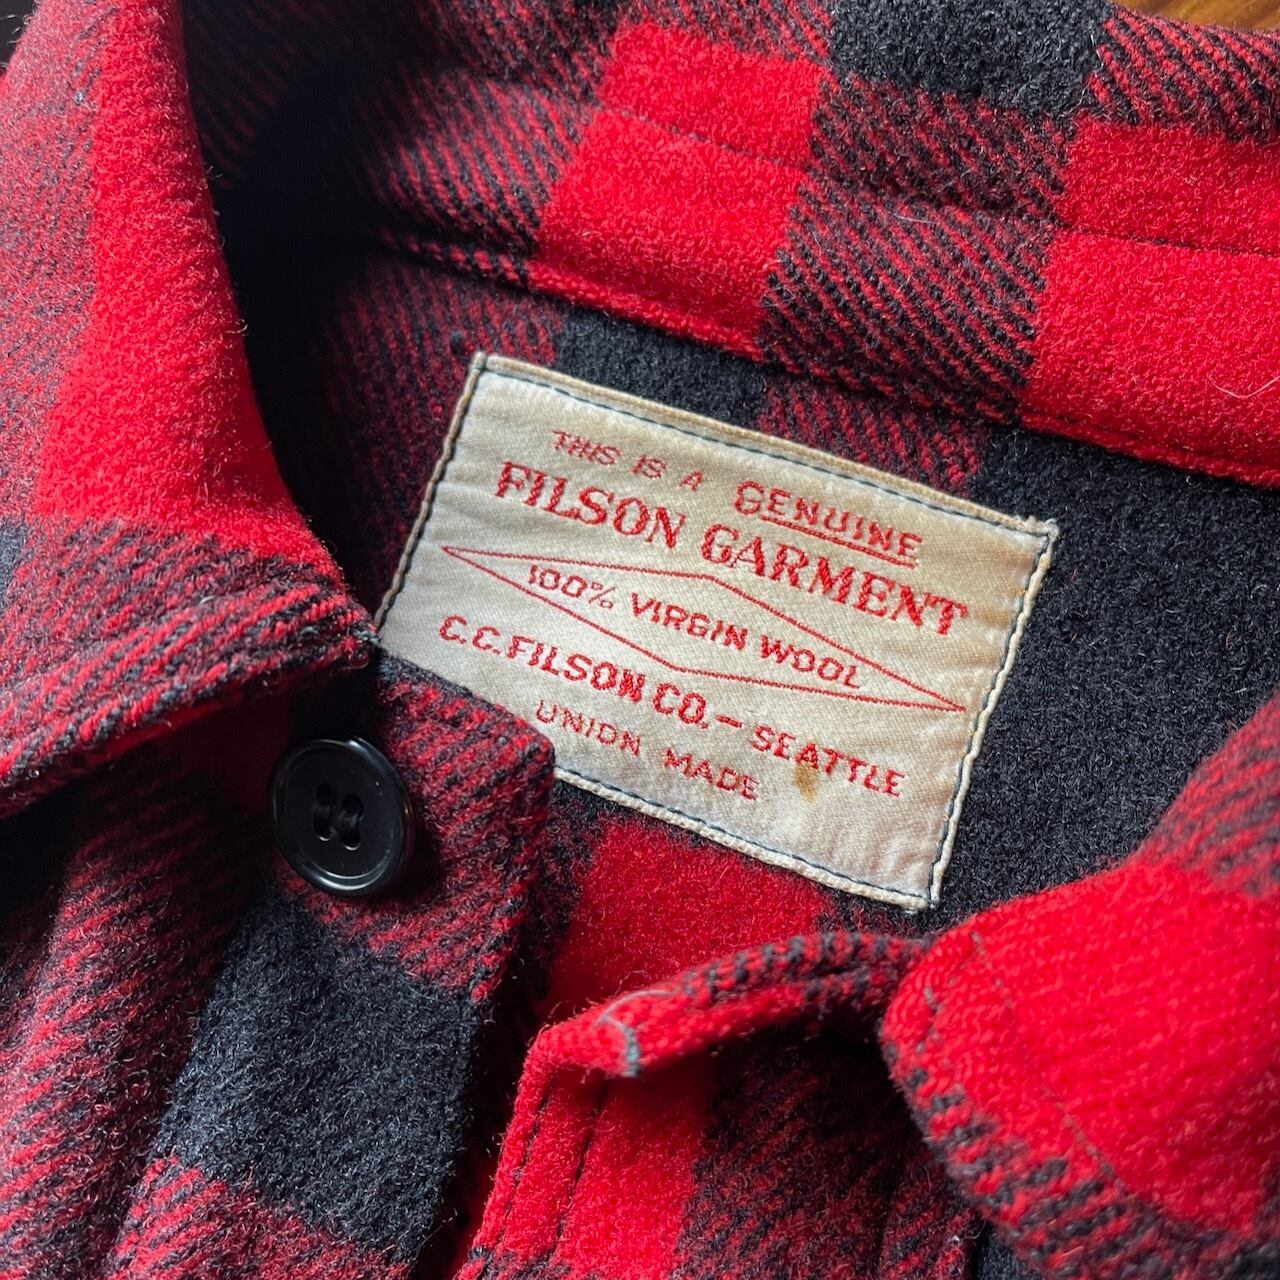 THIS IS A GENUINE
FILSON GARMENT
100% VIRGIN WOOL
C.C. FILSON CO. — SEATTLE
UNION MADE